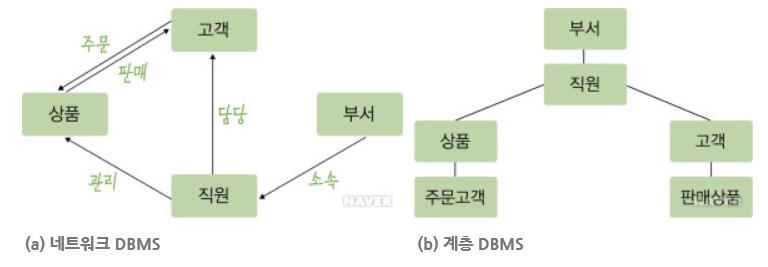 고객
주문
판매
상품
담당
부서
관리
직원
소속
NAVER
(a) 네트워크 DBMS
부서
직원
상품
고객
주문고객
판매상품
(b) 계층 DBMS